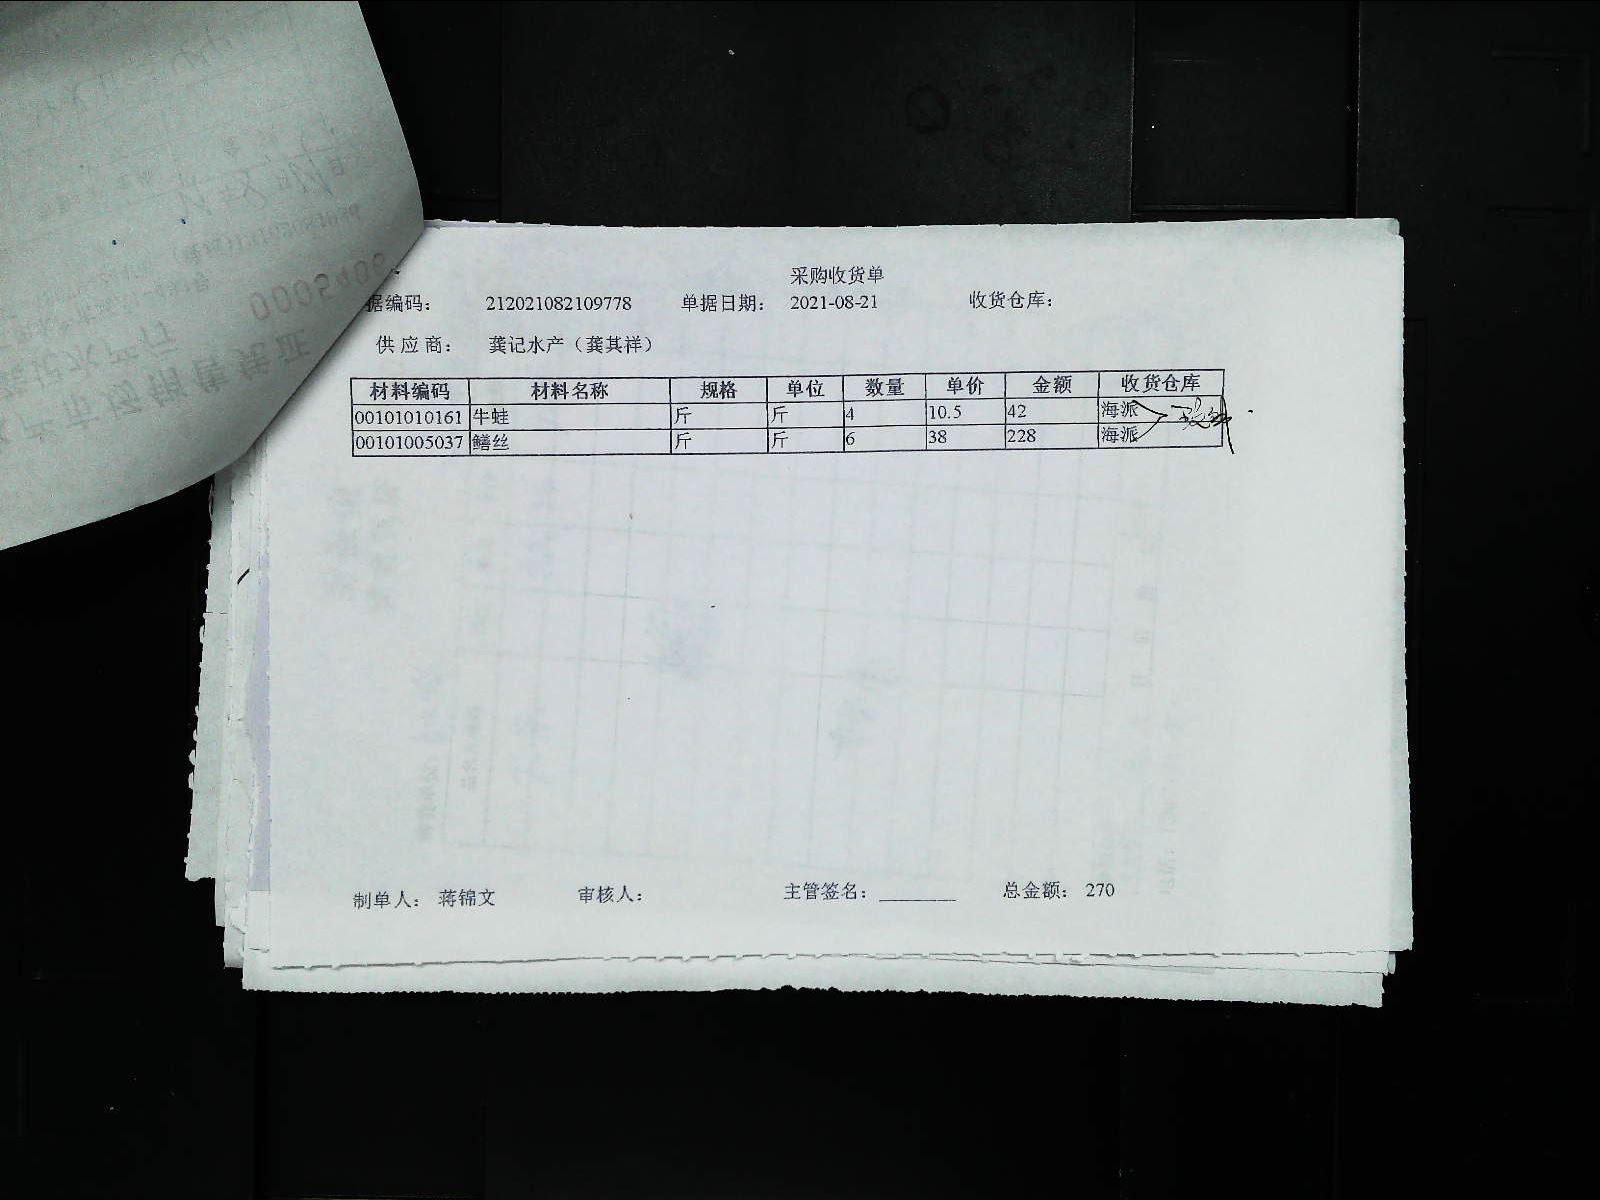 采购收货单
据编码： 212021082109778 单据日期： 2021-08-21 收货仓库：
供应商： 龚记水产（龚其祥）
材料编码 材料名称 规格 单位 数量 单价 金额 收货仓库
00101010161 牛蛙 斤 斤 4 10.5 42 海派
00101005037 鳝丝 斤 斤 6 38 228 海派
制单人： 蒋锦文 审核人： 主管签名： 总金额： 270